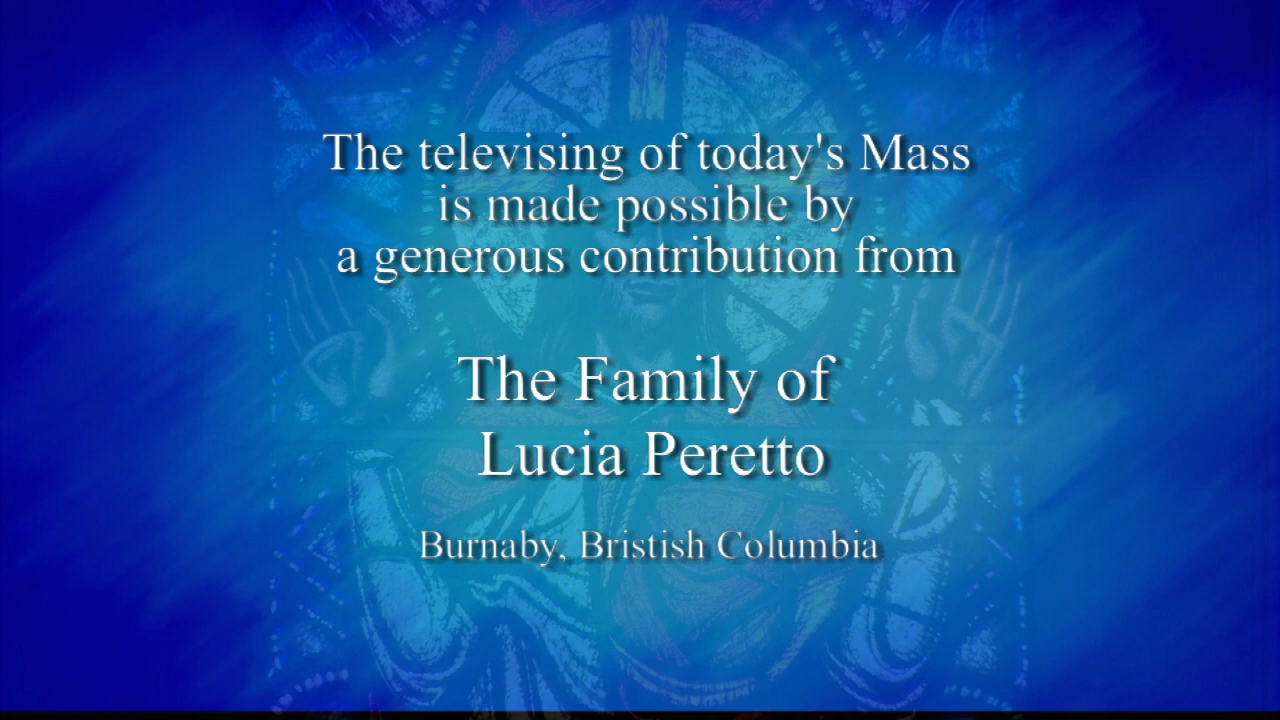 The televising of today's Mass
is made possible by
a generous contribution from
The Family of
Lucia Peretto
Burnaby, Bristish Columbia